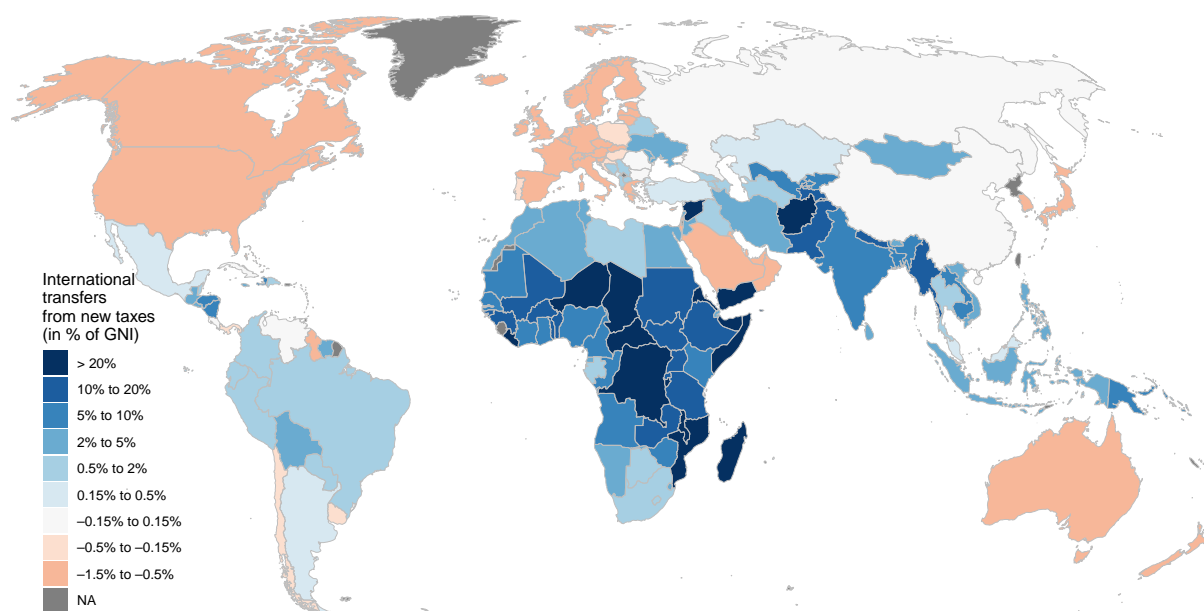 International
transfers
from new taxes
(in % of GNI)
> 20%
10% to 20%
5% to 10%
2% to 5%
0.5% to 2%
0.15% to 0.5%
−0.15% to 0.15%
−0.5% to −0.15%
−1.5% to −0.5%
NA